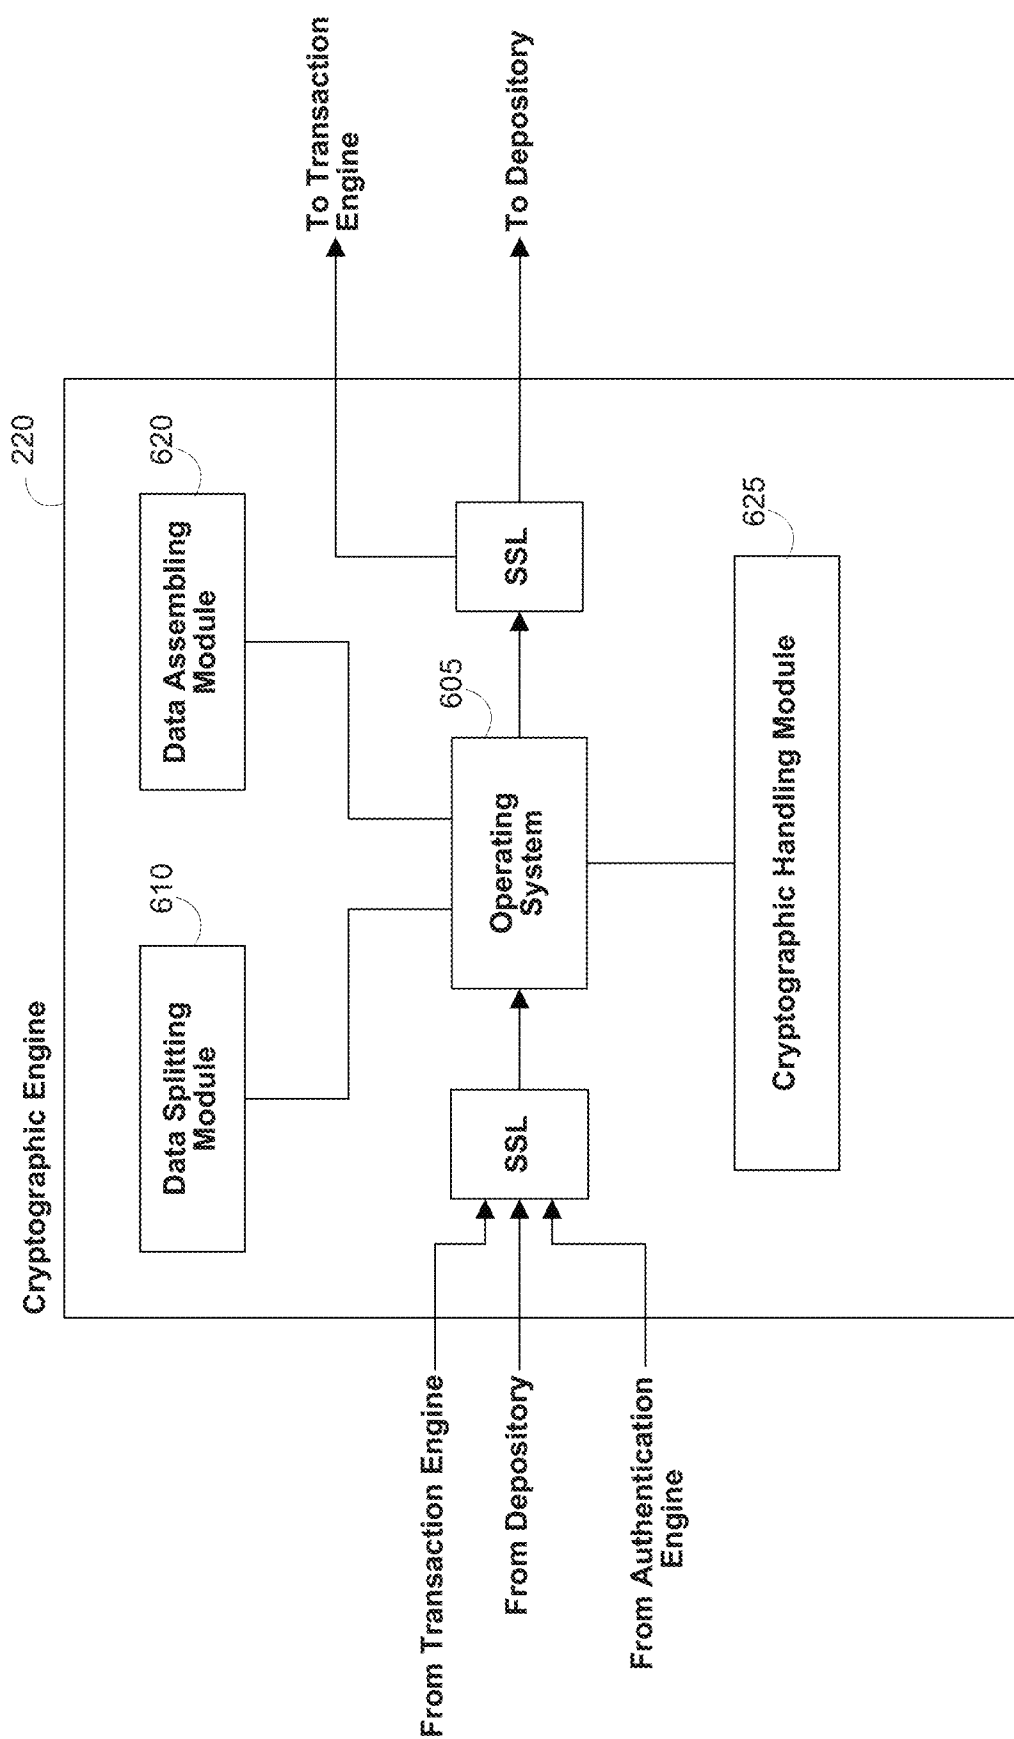 Cryptographic Engine
220
Data Splitting
Module
610
Data Assembling
Module
620
To Transaction
Engine
From Transaction Engine
From Depository
From Authentication
Engine
SSL
Operating
System
605
SSL
To Depository
Cryptographic Handling Module
625